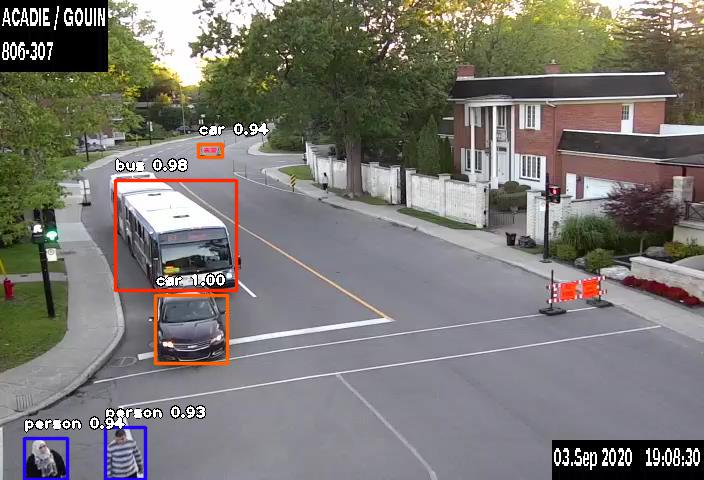 ACADIE / GOUIN
806-307
car 0.94
bus 0.98
car 1.00
person 0.94
person 0.93
03.Sep 2020 19:08:30